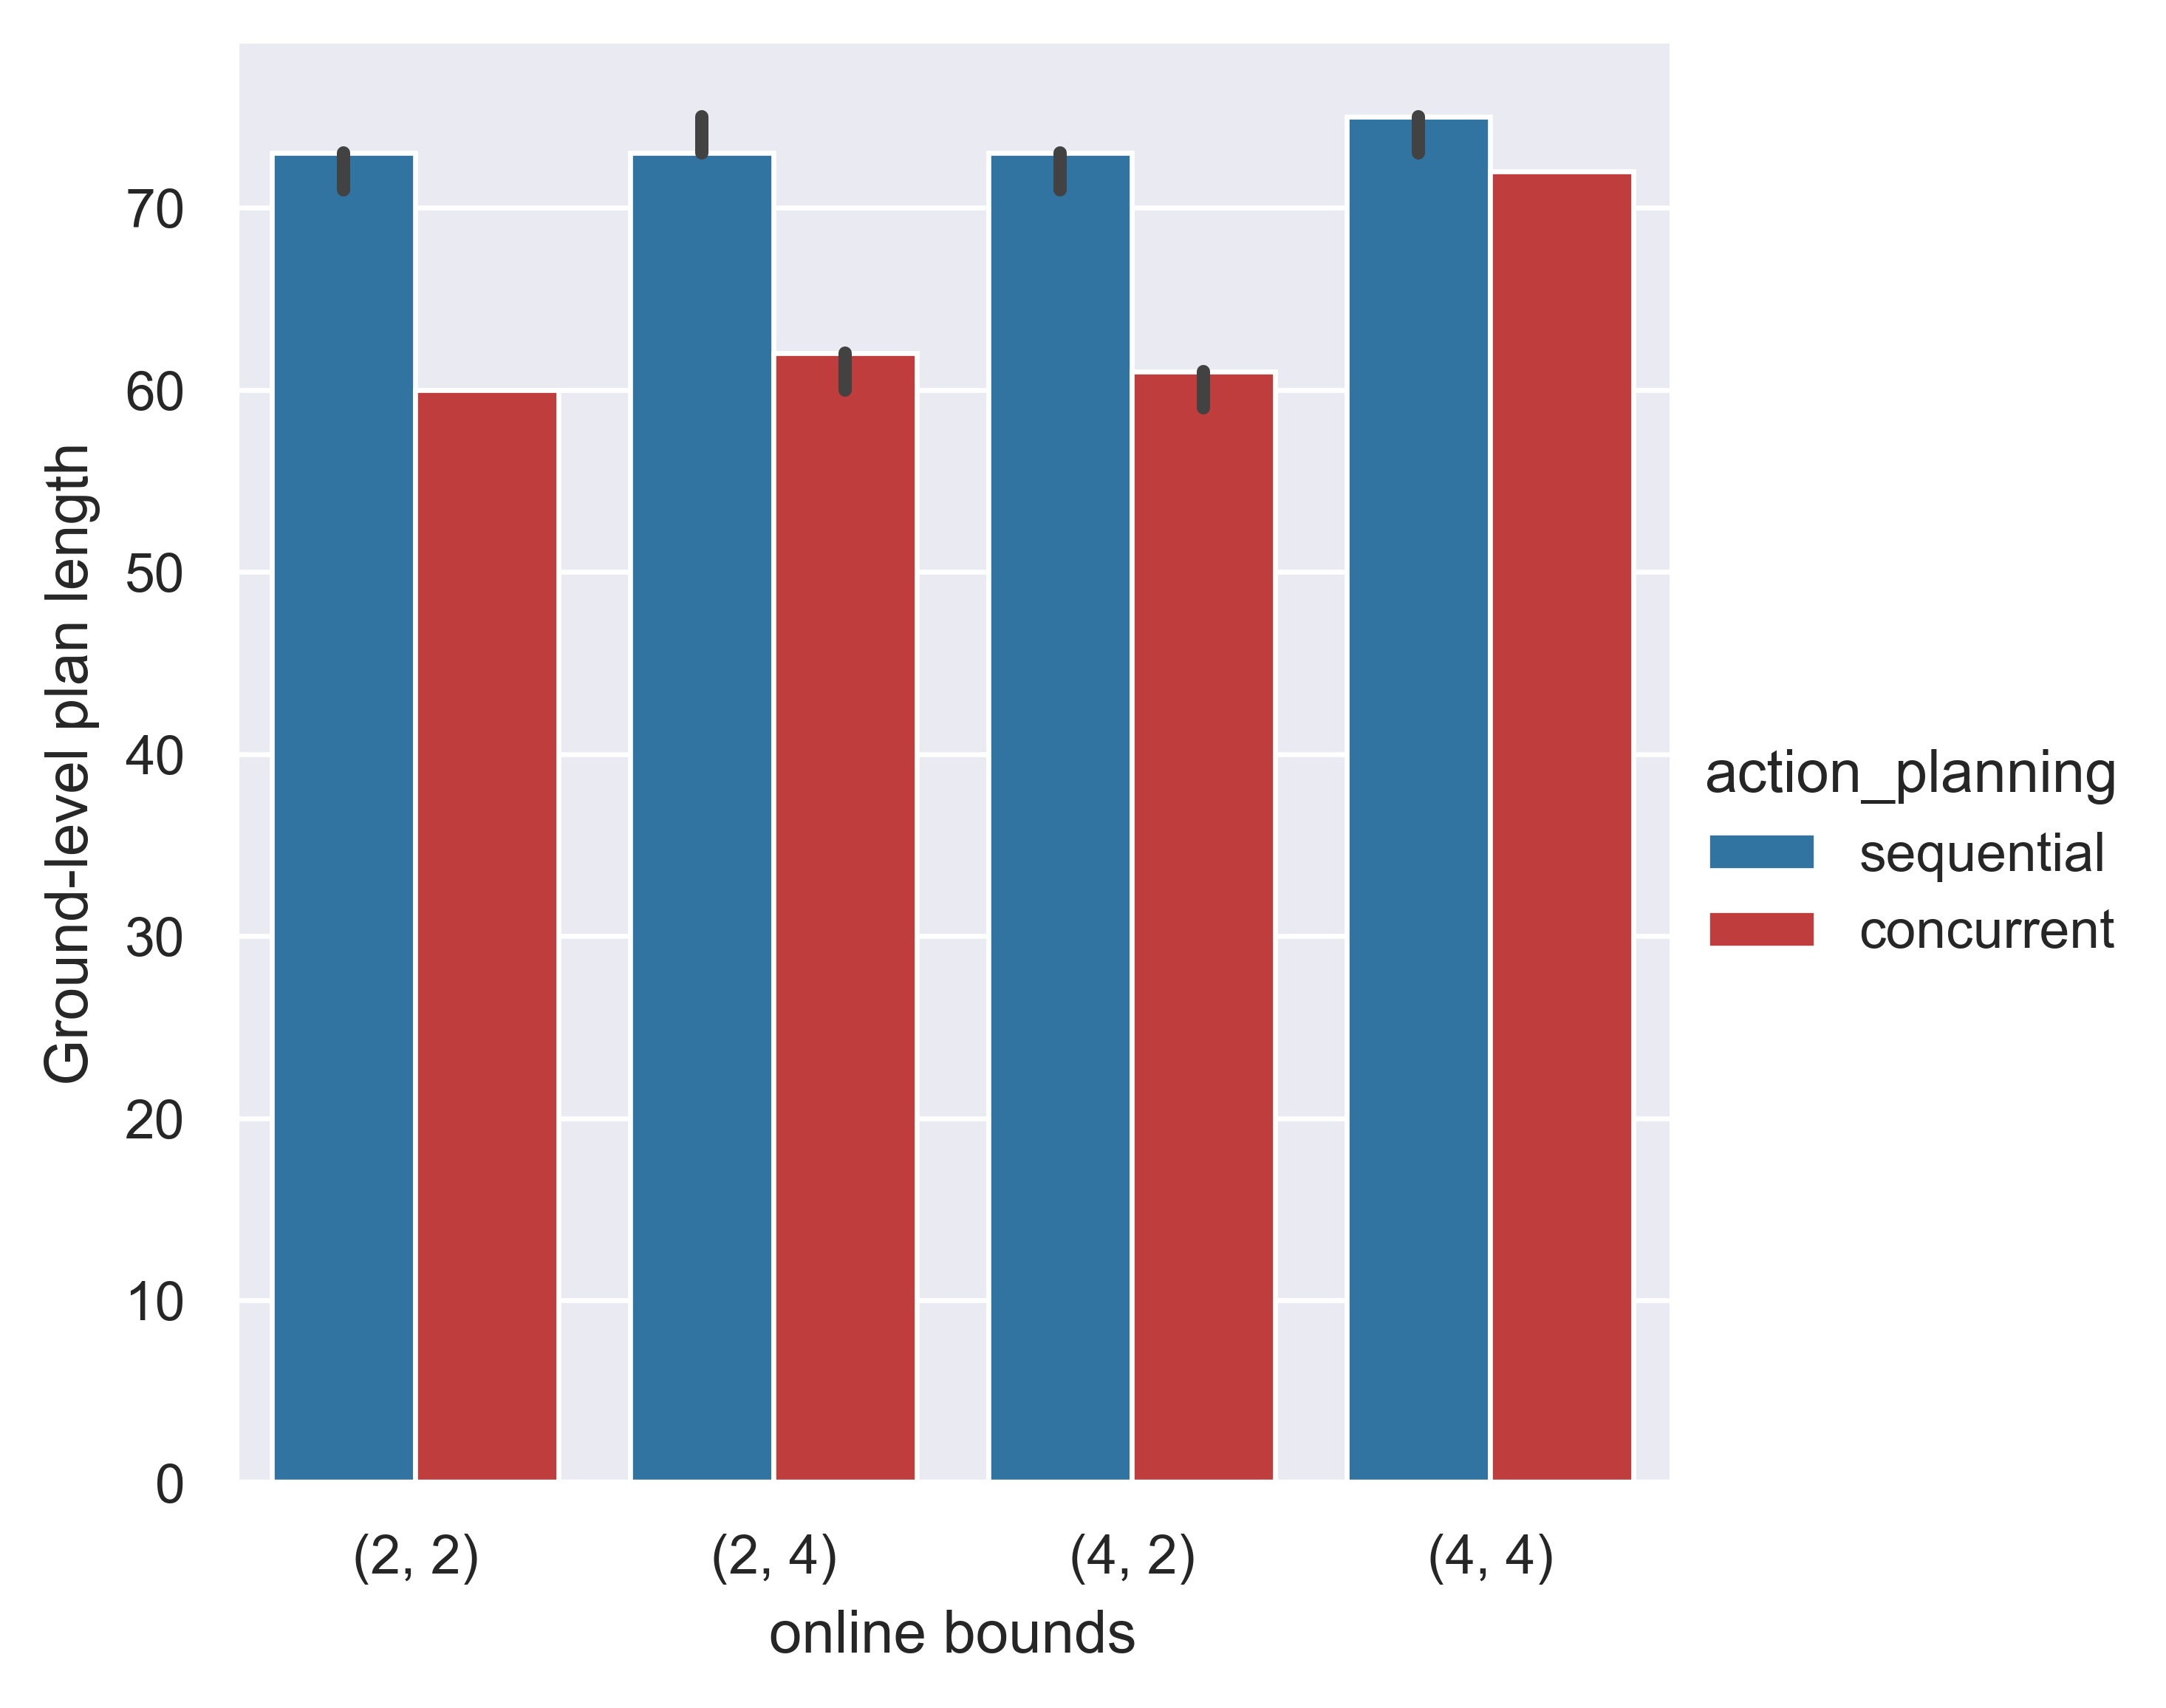 Ground-level plan length
70
60
50
40
30
20
10
0
(2, 2)
(2, 4)
(4, 2)
(4, 4)
online bounds
action_planning
sequential
concurrent